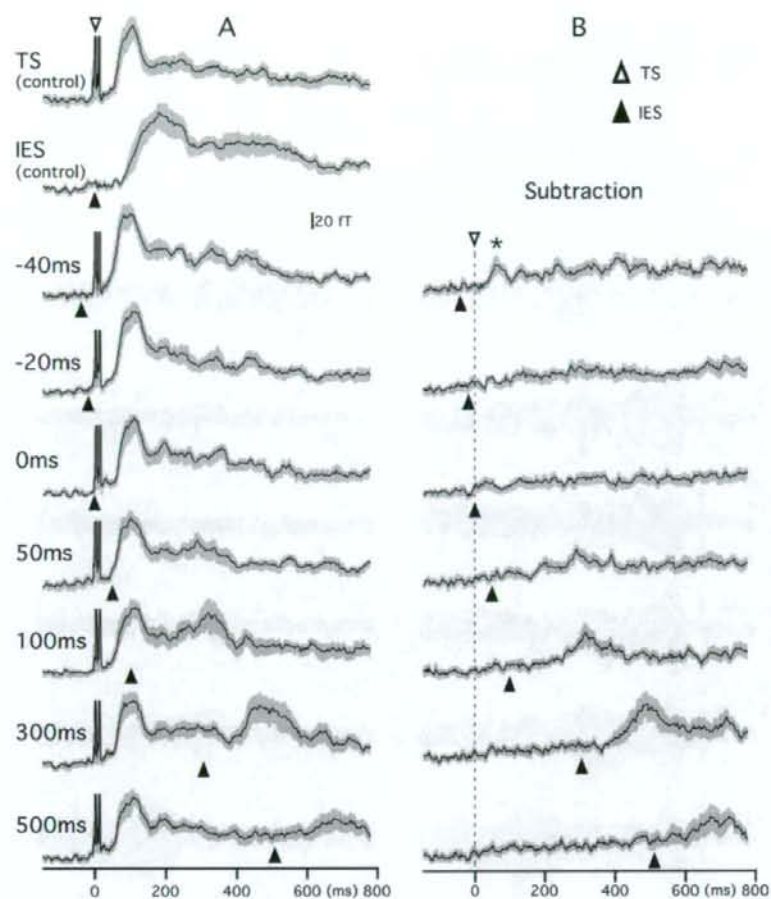 A
B
TS
(control)
TS
IES
IES
(control)
Subtraction
20 fT
*
-40ms
-20ms
0ms
50ms
100ms
300ms
500ms
0 200 400 600 (ms) 800
0 200 400 600 (ms) 800